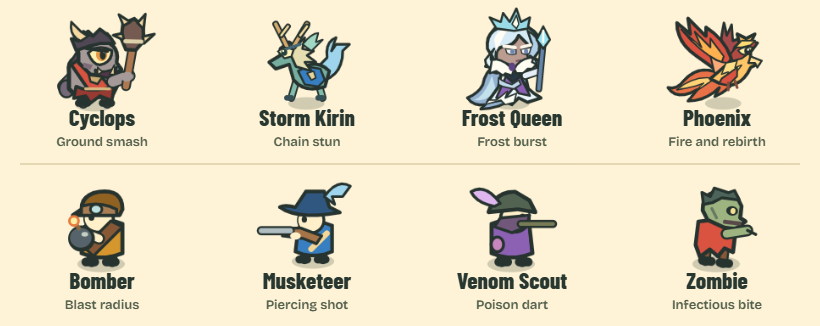 Cyclops
Storm Kirin
Frost Queen
Phoenix
Ground smash
Chain stun
Frost burst
Fire and rebirth
Bomber
Musketeer
Venom Scout
Zombie
Blast radius
Piercing shot
Poison dart
Infectious bite